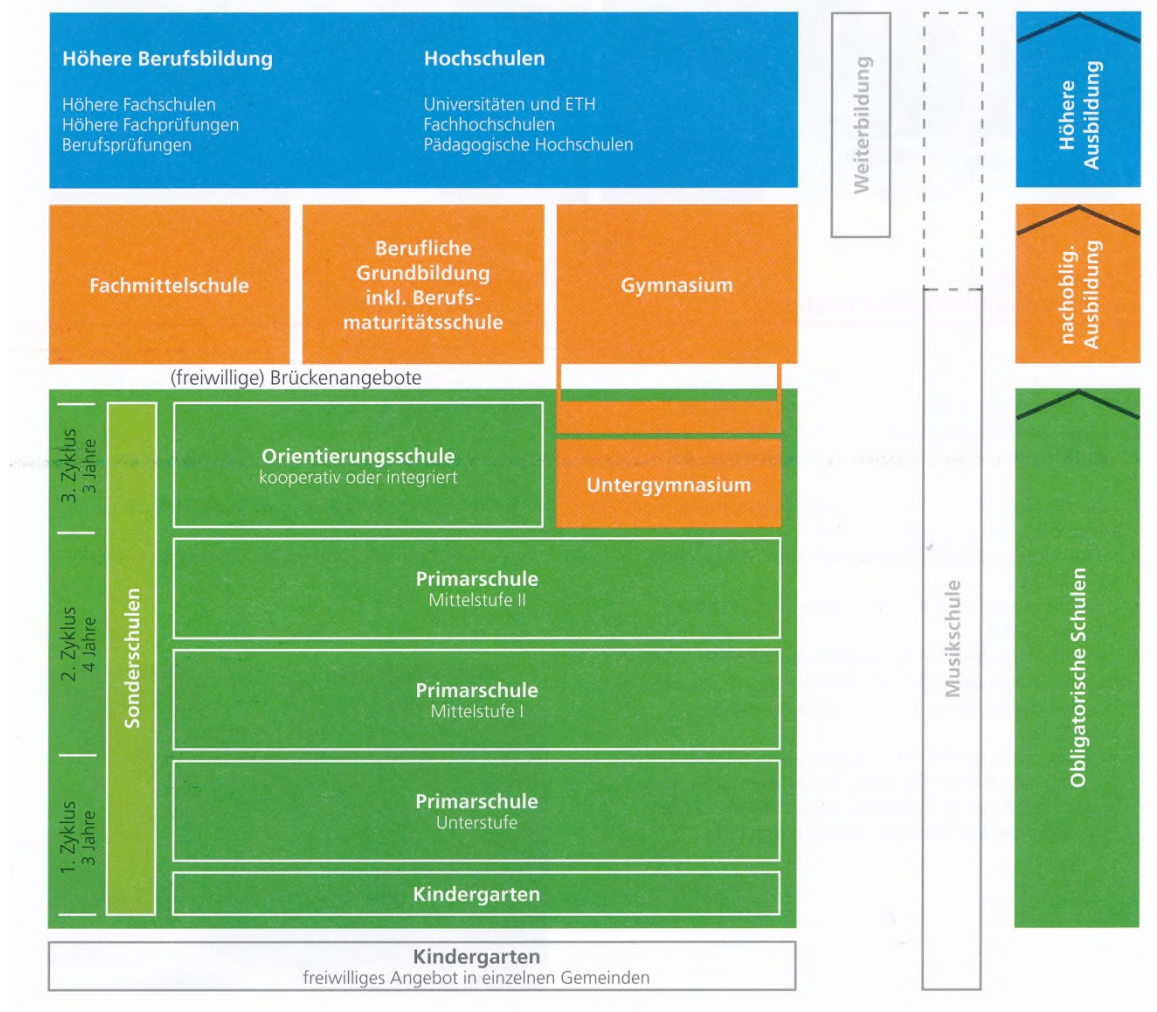 Höhere Berufsbildung
Höhere Fachschulen
Höhere Fachprüfungen
Berufsprüfungen
Hochschulen
Universitäten und ETH
Fachhochschulen
Pädagogische Hochschulen
Weiterbildung
Höhere
Ausbildung
Fachmittelschule
Berufliche
Grundbildung
inkl. Berufs-
maturitätsschule
Gymnasium
nachoblig.
Ausbildung
(freiwillige) Brückenangebote
3. Zyklus
3 Jahre
Orientierungsschule
kooperativ oder integriert
Untergymnasium
2. Zyklus
4 Jahre
Sonderschulen
Primarschule
Mittelstufe II
Primarschule
Mittelstufe I
1. Zyklus
3 Jahre
Primarschule
Unterstufe
Kindergarten
Musikschule
Obligatorische Schulen
Kindergarten
freiwilliges Angebot in einzelnen Gemeinden